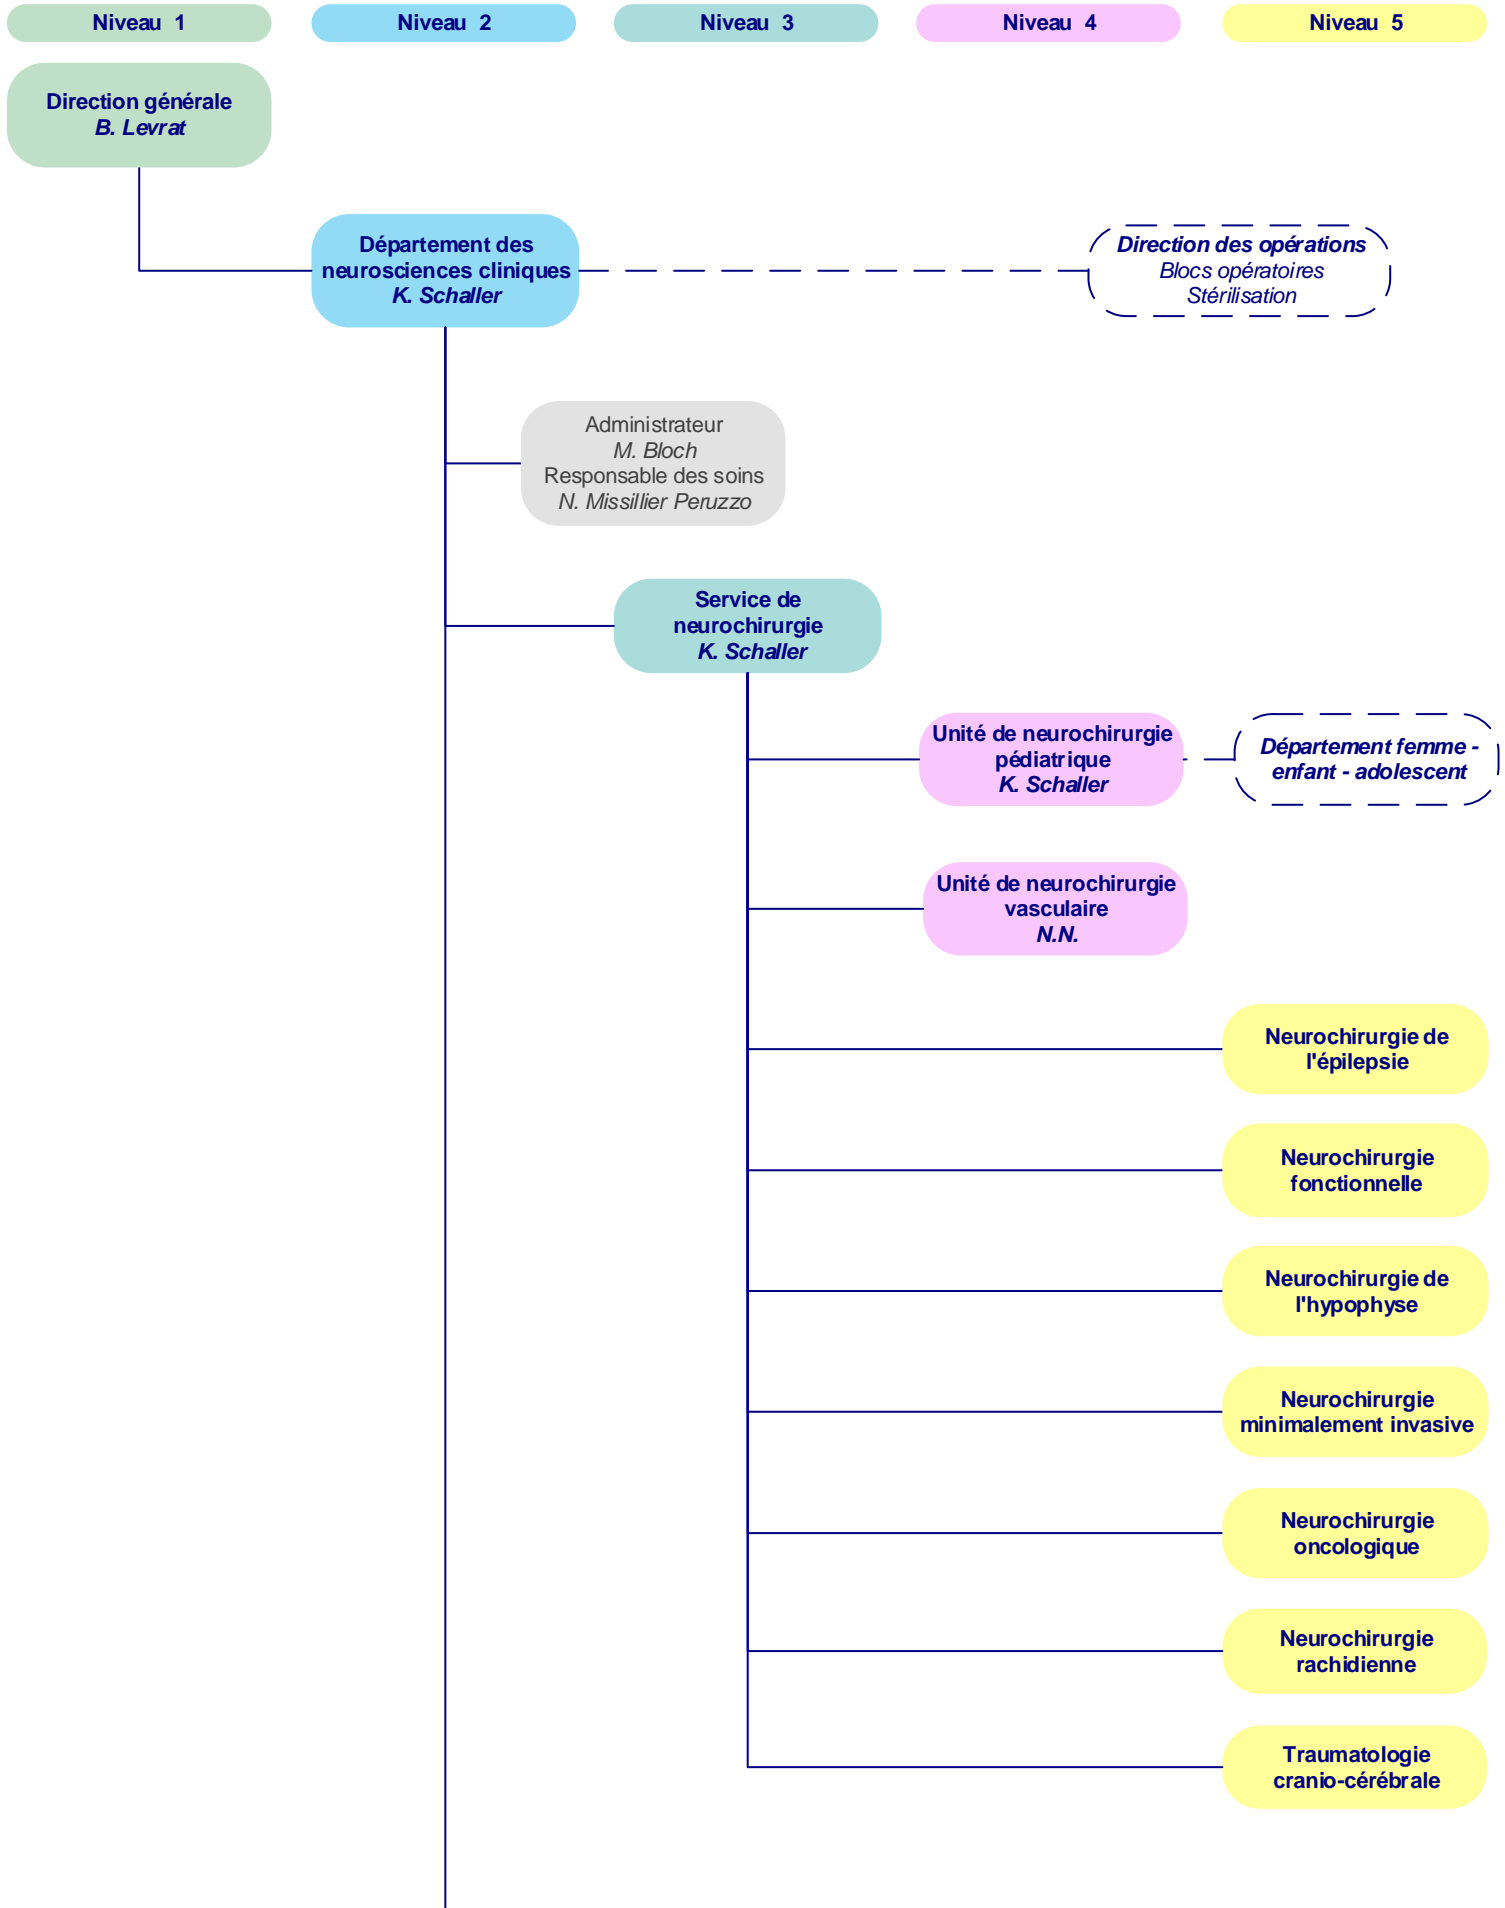 Niveau 1
Niveau 2
Niveau 3
Niveau 4
Niveau 5
Direction générale
B. Levrat
Département des
neurosciences cliniques
K. Schaller
Direction des opérations
Blocs opératoires
Stérilisation
Administrateur
M. Bloch
Responsable des soins
N. Missillier Peruzzo
Service de
neurochirurgie
K. Schaller
Unité de neurochirurgie
pédiatrique
K. Schaller
Département femme -
enfant - adolescent
Unité de neurochirurgie
vasculaire
N.N.
Neurochirurgie de
l'épilepsie
Neurochirurgie
fonctionnelle
Neurochirurgie de
l'hypophyse
Neurochirurgie
minimalement invasive
Neurochirurgie
oncologique
Neurochirurgie
rachidienne
Traumatologie
cranio-cérébrale